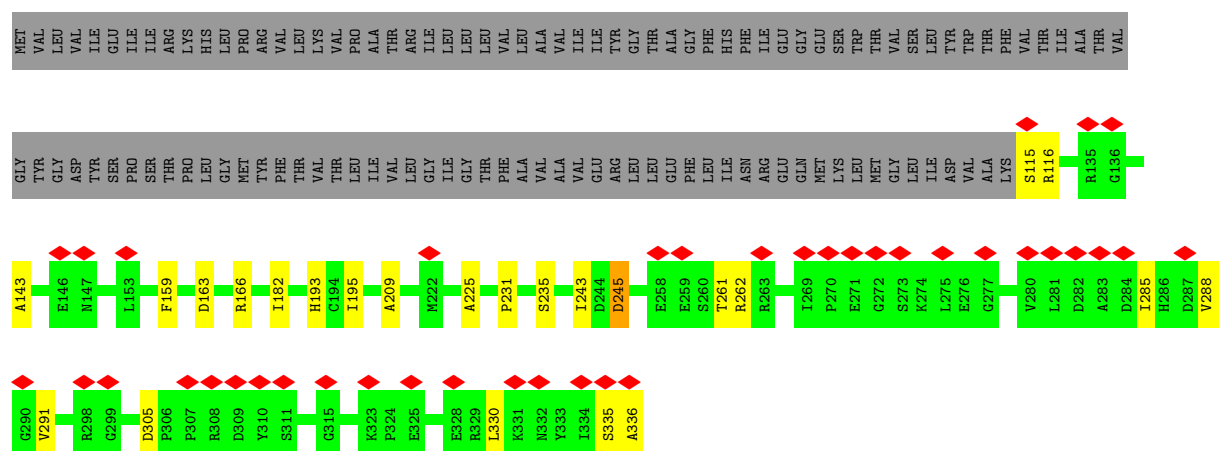 MET VAL LEU VAL ILE GLU ILE ILE ARG LYS HIS LEU PRO ARG VAL LEU LYS VAL PRO ALA THR ARG ILE LEU LEU LEU VAL LEU ALA VAL ILE ILE TYR GLY THR ALA GLY PHE HIS PHE ILE GLU GLY GLU SER TRP THR VAL SER LEU TYR TRP THR PHE VAL THR ILE ALA THR VAL
GLY TYR GLY ASP TYR SER PRO SER THR PRO LEU GLY MET TYR PHE THR VAL THR LEU ILE VAL LEU GLY ILE GLY THR PHE ALA VAL ALA VAL GLU ARG LEU LEU GLU PHE LEU ILE ASN ARG GLU GLN MET LYS LEU MET GLY LEU ILE ASP VAL ALA LYS S115 R116 R135 G136
A143 E146 N147 L153 F159 D163 R166 I182 H193 C194 I195 A209 M222 A225 P231 S235 I243 D244 D245 E258 E259 S260 T261 R262 R263 I269 P270 E271 G272 S273 K274 L275 E276 G277 V280 L281 D282 A283 D284 I285 H286 D287 V288
G290 V291 R298 G299 D305 P306 P307 R308 D309 Y310 S311 G315 K323 P324 E325 E328 R329 L330 K331 N332 Y333 I334 S335 A336